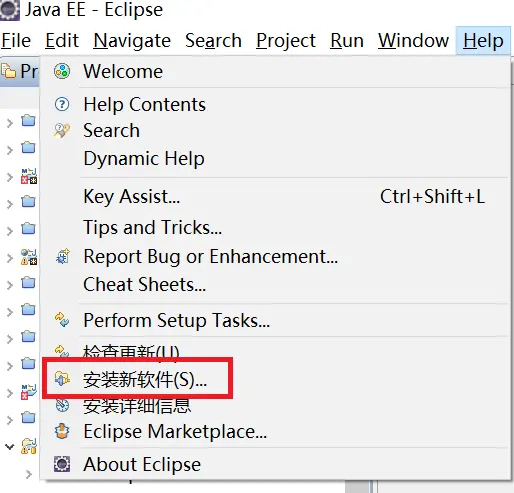 Java EE - Eclipse
File Edit Navigate Search Project Run Window Help
Pr
Welcome
Help Contents
Search
Dynamic Help
Key Assist... Ctrl+Shift+L
Tips and Tricks...
Report Bug or Enhancement...
Cheat Sheets...
Perform Setup Tasks...
检查更新(U)
安装新软件(S)...
安装详细信息
Eclipse Marketplace...
About Eclipse